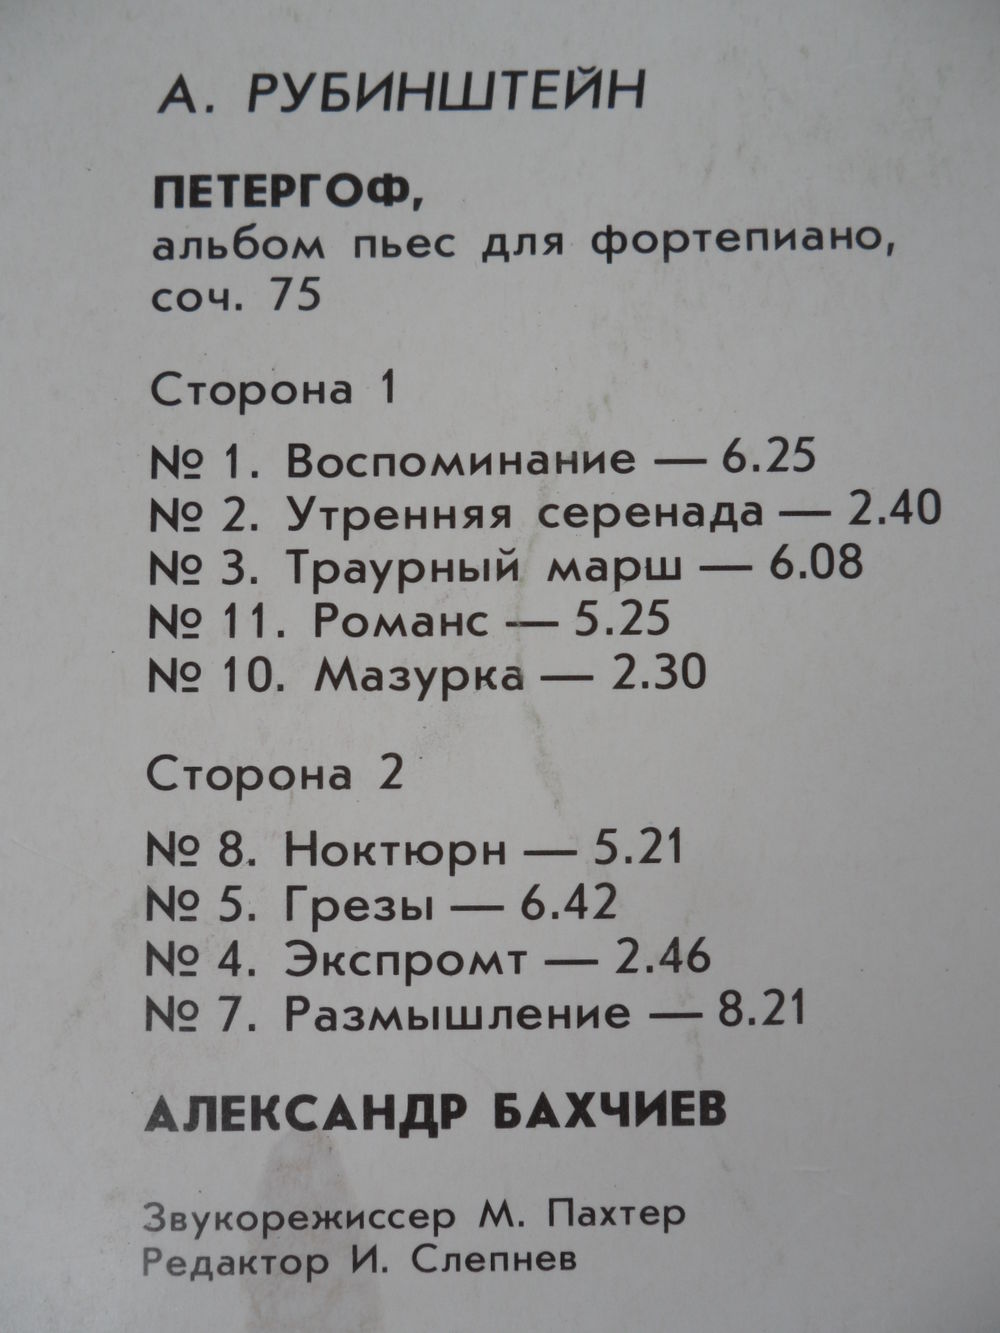 А. РУБИНШТЕЙН
ПЕТЕРГОФ,
альбом пьес для фортепиано,
соч. 75
Сторона 1
№ 1. Воспоминание — 6.25
№ 2. Утренняя серенада — 2.40
№ 3. Траурный марш — 6.08
№ 11. Романс — 5.25
№ 10. Мазурка — 2.30
Сторона 2
№ 8. Ноктюрн — 5.21
№ 5. Грезы — 6.42
№ 4. Экспромт — 2.46
№ 7. Размышление — 8.21
АЛЕКСАНДР БАХЧИЕВ
Звукорежиссер М. Пахтер
Редактор И. Слепнев